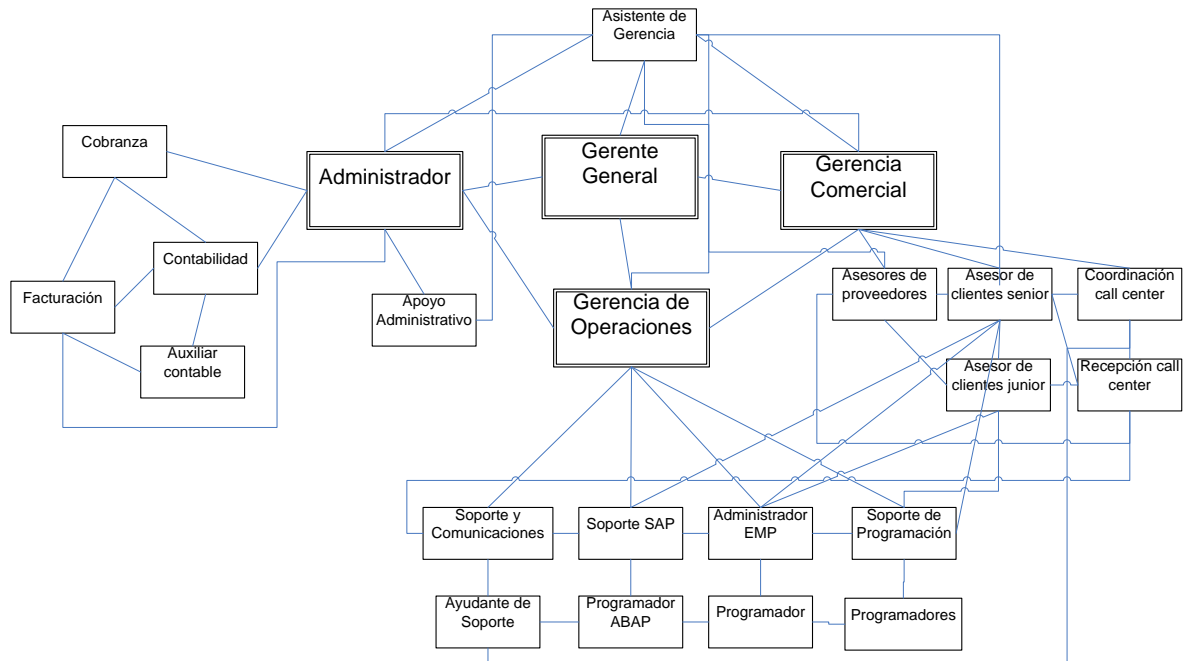 Asistente de
Gerencia
Cobranza
Administrador
Gerente
General
Gerencia
Comercial
Contabilidad
Facturación
Apoyo
Administrativo
Gerencia de
Operaciones
Asesores de
proveedores
Asesor de
clientes senior
Coordinación
call center
Auxiliar
contable
Asesor de
clientes junior
Recepción call
center
Soporte y
Comunicaciones
Soporte SAP
Administrador
EMP
Soporte de
Programación
Ayudante de
Soporte
Programador
ABAP
Programador
Programadores